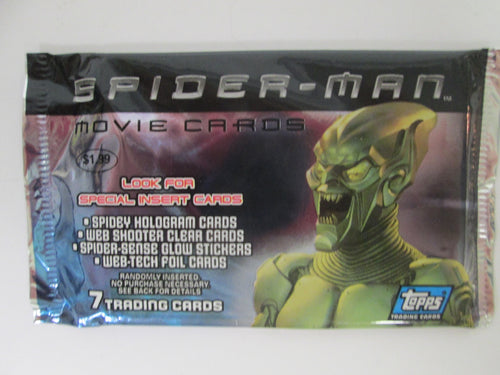 SPIDER-MAN™
MOVIE CARDS
$1.99
LOOK FOR
SPECIAL INSERT CARDS
• SPIDEY HOLOGRAM CARDS
• WEB SHOOTER CLEAR CARDS
• SPIDER-SENSE GLOW STICKERS
• WEB-TECH FOIL CARDS
RANDOMLY INSERTED
NO PURCHASE NECESSARY
SEE BACK FOR DETAILS
7 TRADING CARDS
TOPPS
TRADING CARDS